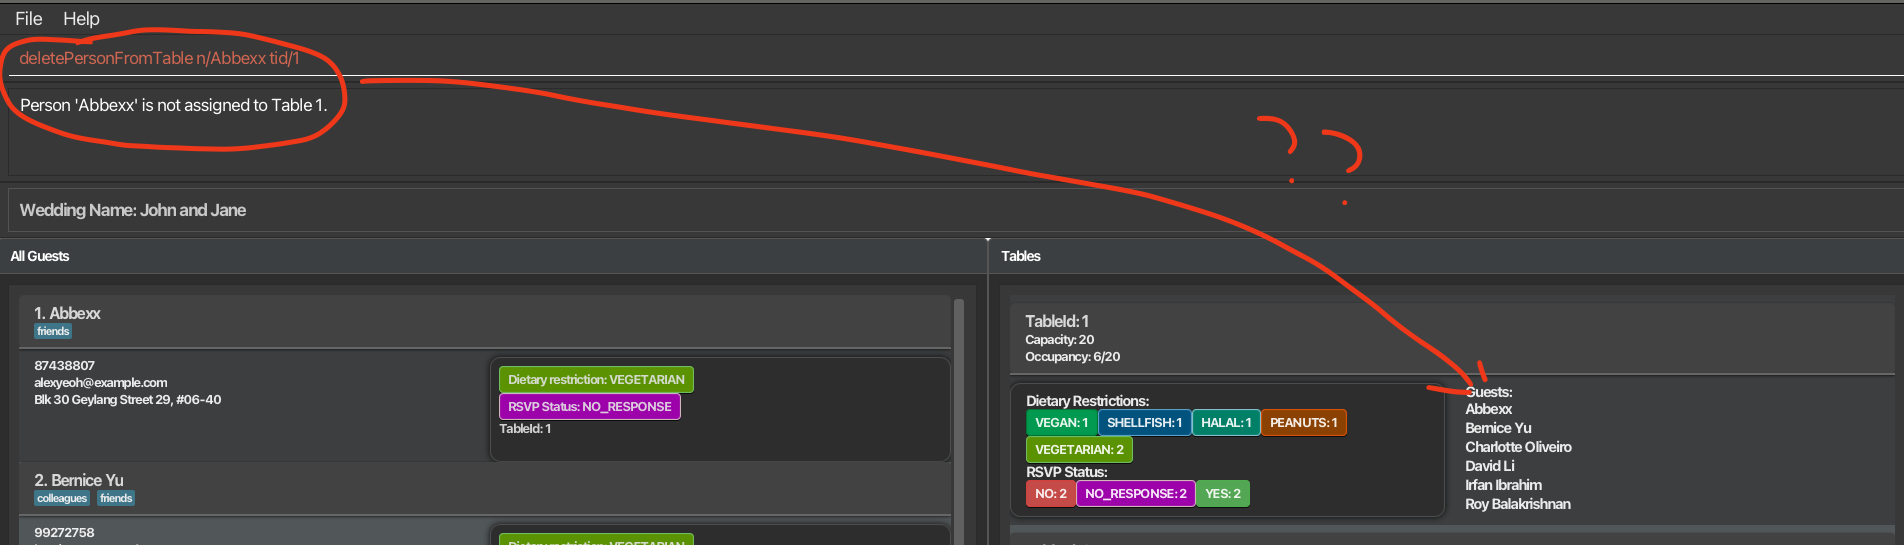 File Help
deletePersonFromTable n/Abbexx tid/1
Person 'Abbexx' is not assigned to Table 1.
??
Wedding Name: John and Jane
All Guests
1. Abbexx
friends
87438807
alexyeoh@example.com
Blk 30 Geylang Street 29, #06-40
Dietary restriction: VEGETARIAN
RSVP Status: NO_RESPONSE
TableId: 1
2. Bernice Yu
colleagues friends
99272758
Dietary restriction: VEGETARIAN
Tables
TableId: 1
Capacity: 20
Occupancy: 6/20
Dietary Restrictions:
VEGAN: 1 SHELLFISH: 1 HALAL: 1 PEANUTS: 1
VEGETARIAN: 2
RSVP Status:
NO: 2 NO_RESPONSE: 2 YES: 2
Guests:
Abbexx
Bernice Yu
Charlotte Oliveiro
David Li
Irfan Ibrahim
Roy Balakrishnan